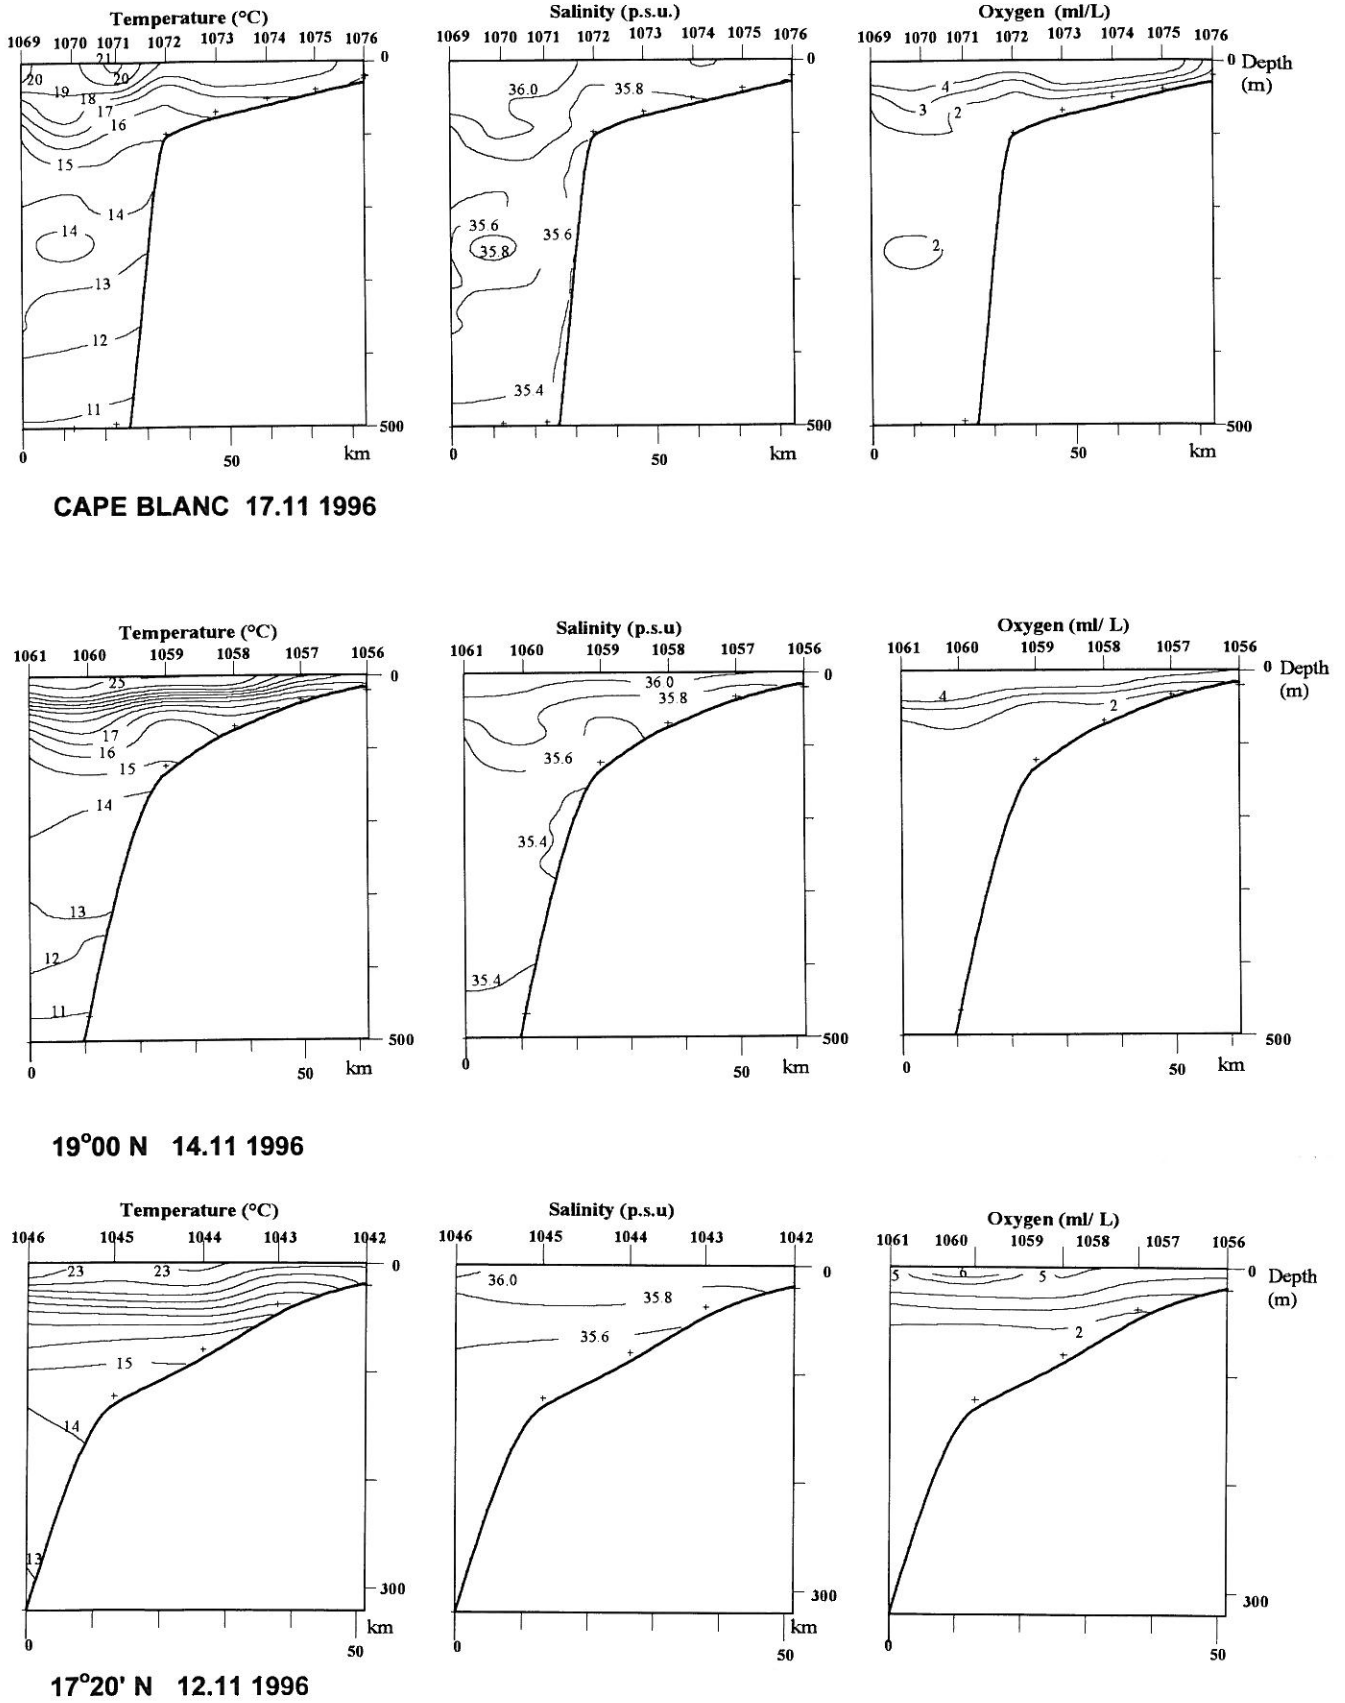 Temperature (°C)
1069 1070 1071 1072 1073 1074 1075 1076
21
20
20
19
18
17
16
15
14
14
13
12
11
0
500
0
50
km
Salinity (p.s.u.)
1069 1070 1071 1072 1073 1074 1075 1076
36.0
35.8
35.6
35.8
35.6
35.4
0
500
0
50
km
Oxygen (ml/L)
1069 1070 1071 1072 1073 1074 1075 1076
0 Depth
(m)
4
3
2
2
500
0
50
km
CAPE BLANC 17.11 1996
Temperature (°C)
1061 1060 1059 1058 1057 1056
25
17
16
15
14
13
12
11
0
500
0
50
km
Salinity (p.s.u)
1061 1060 1059 1058 1057 1056
36.0
35.8
35.6
35.4
35.4
0
500
0
50
km
Oxygen (ml/ L)
1061 1060 1059 1058 1057 1056
0 Depth
(m)
4
2
500
0
50
km
19°00 N 14.11 1996
Temperature (°C)
1046 1045 1044 1043 1042
23
23
15
14
13
0
300
0
50
km
Salinity (p.s.u)
1046 1045 1044 1043 1042
36.0
35.8
35.6
0
300
0
50
km
Oxygen (ml/ L)
1061 1060 1059 1058 1057 1056
0 Depth
(m)
5
6
5
2
300
0
50
17°20' N 12.11 1996